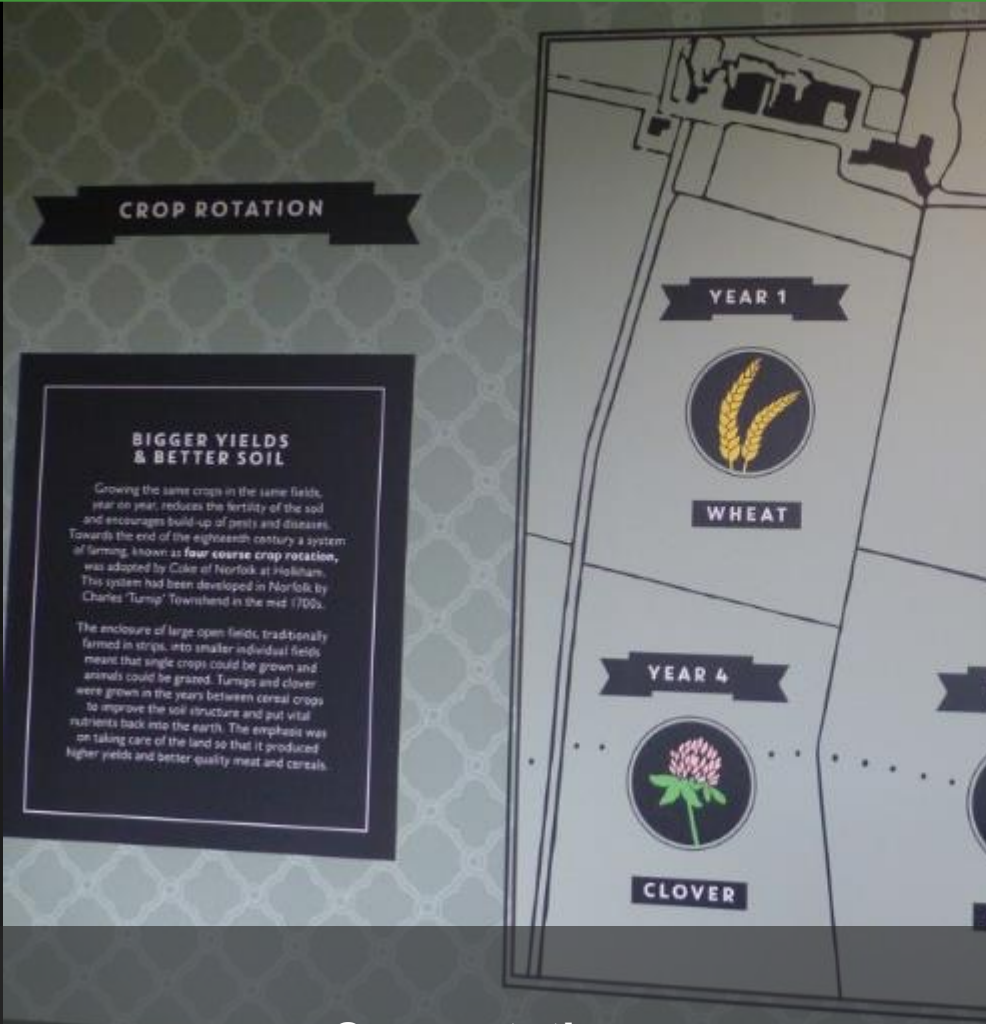 CROP ROTATION
BIGGER YIELDS
& BETTER SOIL
Growing the same crops in the same fields,
year on year, reduces the fertility of the soil
and encourages build-up of pests and diseases.
Towards the end of the eighteenth century a system
of farming, known as four course crop rotation,
was adopted by Coke of Norfolk at Holkham.
This system had been developed in Norfolk by
Charles 'Turnip' Townshend in the mid 1700s.
The enclosure of large open fields, traditionally
farmed in strips, into smaller individual fields
meant that single crops could be grown and
animals could be grazed. Turnips and clover
were grown in the years between cereal crops
to improve the soil structure and put vital
nutrients back into the earth. The emphasis was
on taking care of the land so that it produced
higher yields and better quality meat and cereals.
YEAR 1
WHEAT
YEAR 4
CLOVER